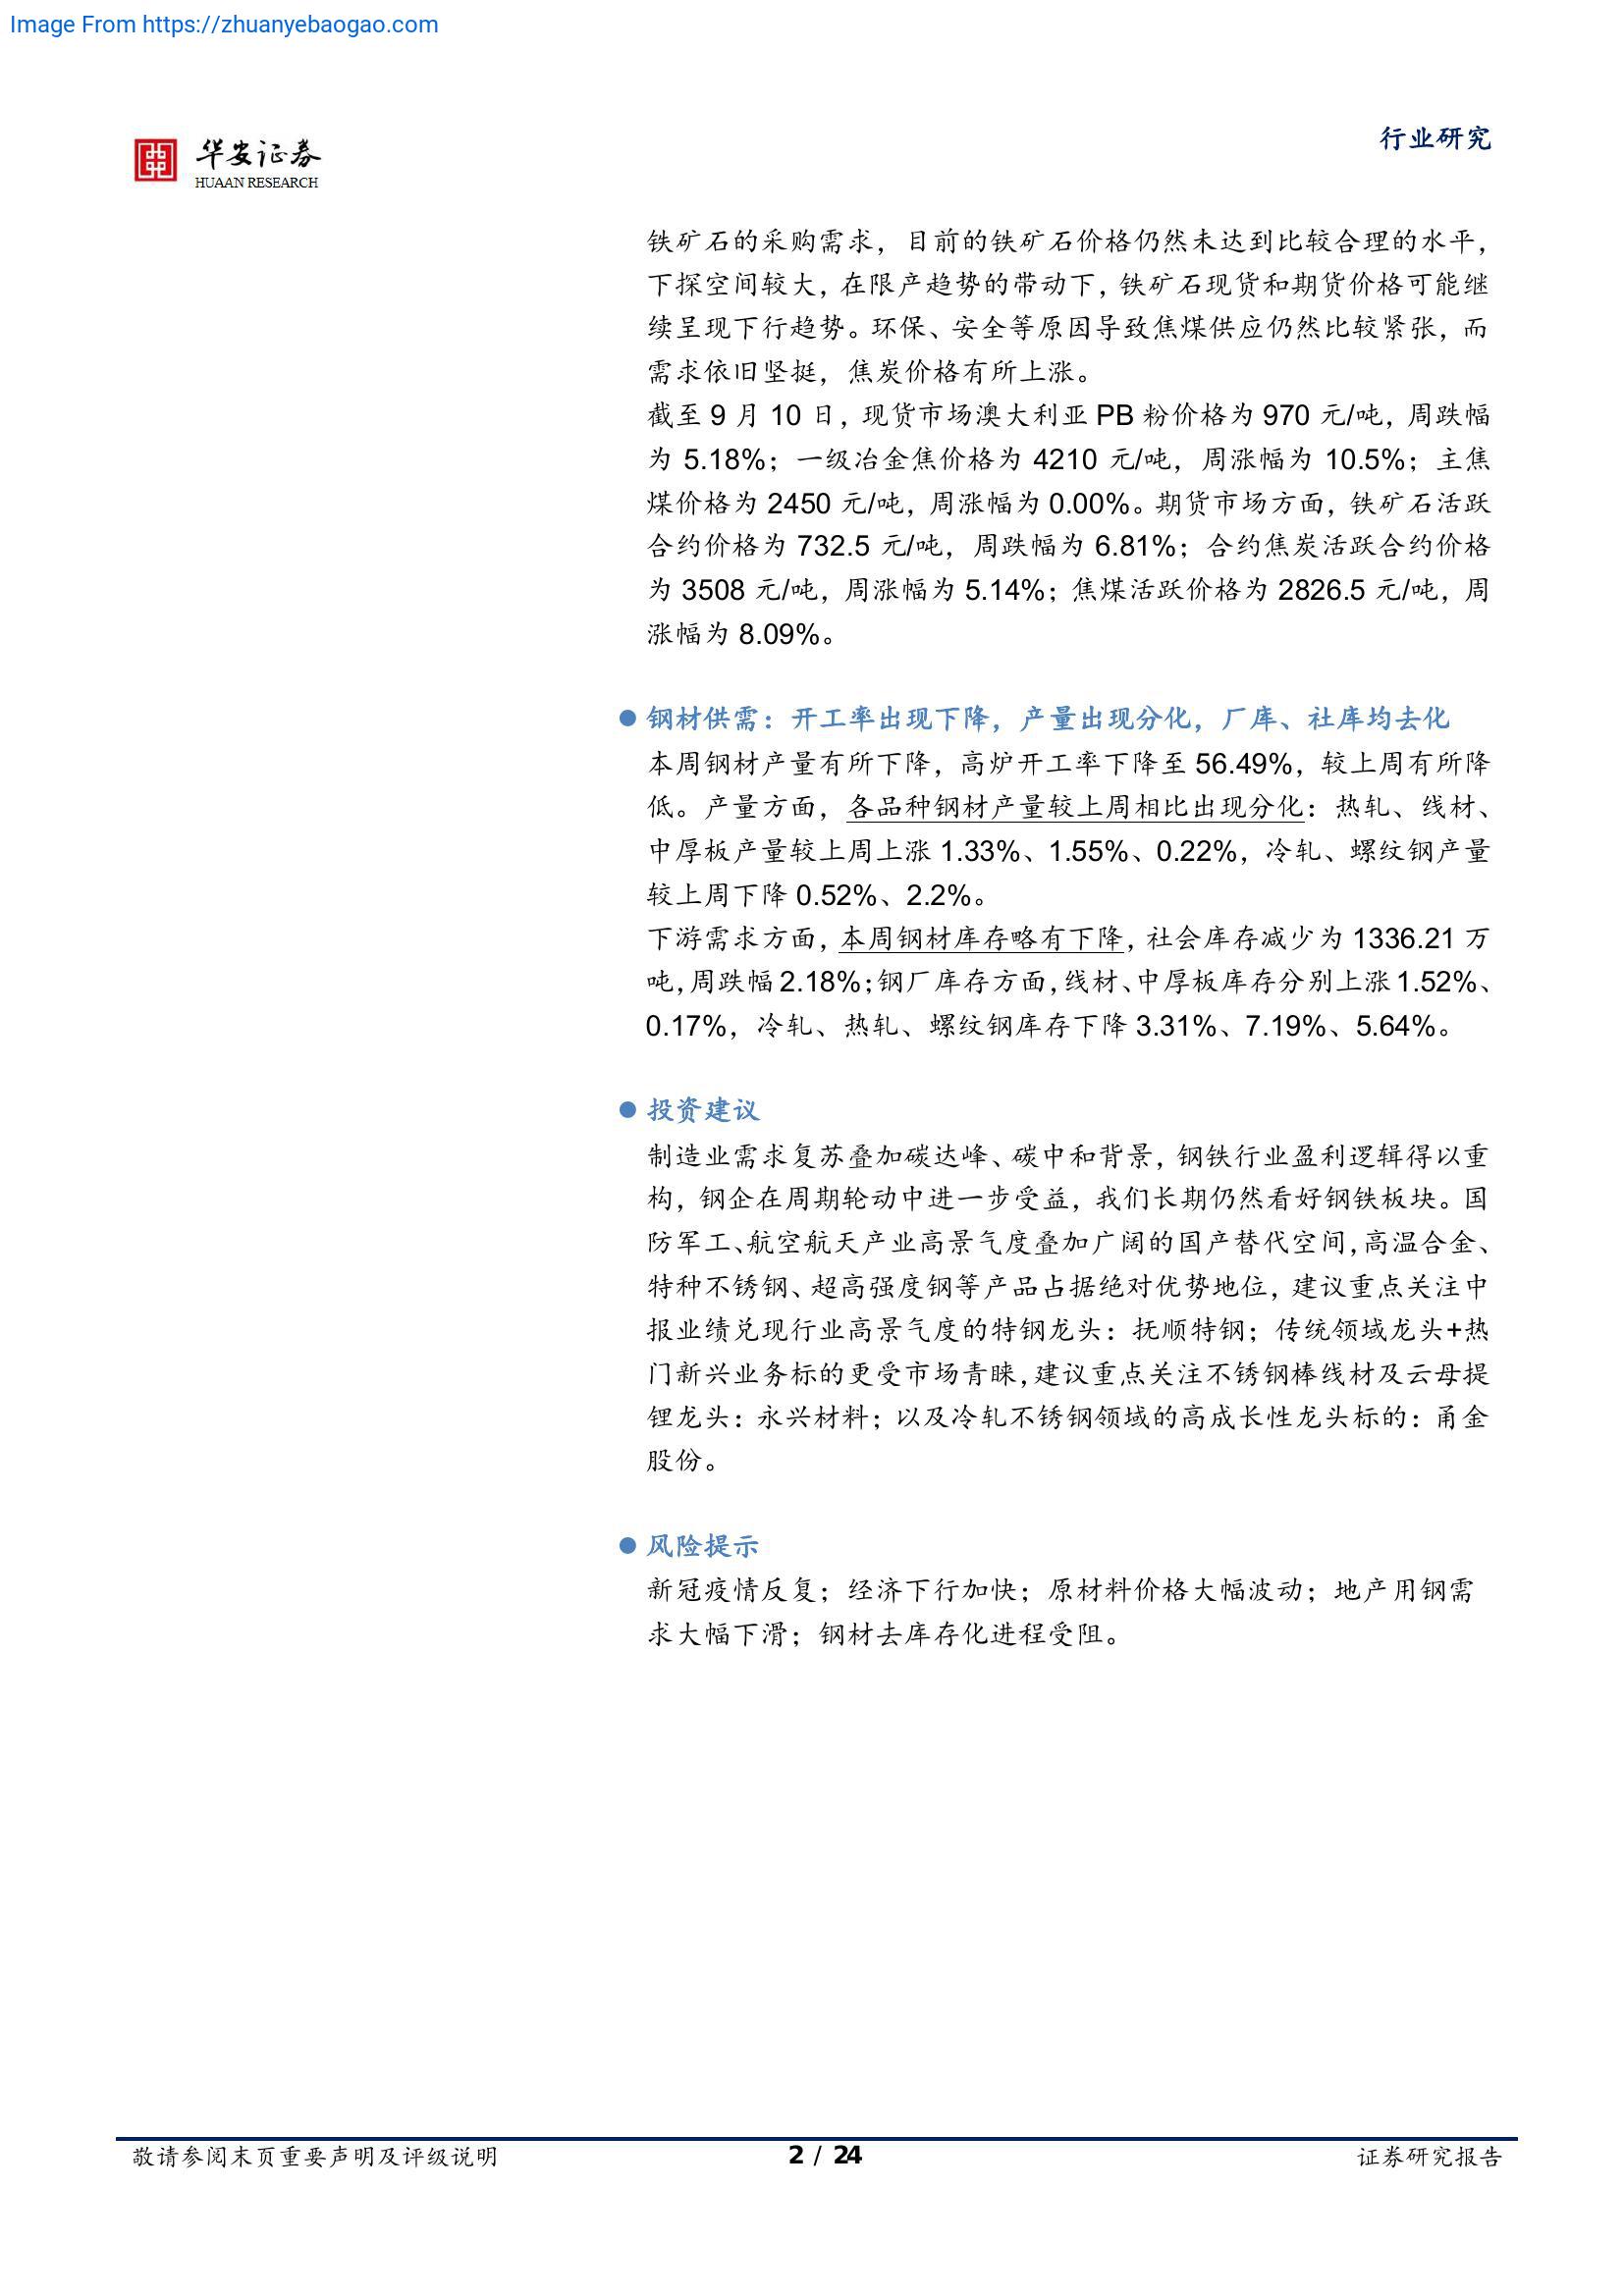 Image From https://zhuanyebaogao.com
华安证券
HUAAN RESEARCH
行业研究
铁矿石的采购需求，目前的铁矿石价格仍然未达到比较合理的水平，
下探空间较大，在限产趋势的带动下，铁矿石现货和期货价格可能继
续呈现下行趋势。环保、安全等原因导致焦煤供应仍然比较紧张，而
需求依旧坚挺，焦炭价格有所上涨。
截至 9 月 10 日，现货市场澳大利亚 PB 粉价格为 970 元/吨，周跌幅
为 5.18%；一级冶金焦价格为 4210 元/吨，周涨幅为 10.5%；主焦
煤价格为 2450 元/吨，周涨幅为 0.00%。期货市场方面，铁矿石活跃
合约价格为 732.5 元/吨，周跌幅为 6.81%；合约焦炭活跃合约价格
为 3508 元/吨，周涨幅为 5.14%；焦煤活跃价格为 2826.5 元/吨，周
涨幅为 8.09%。
● 钢材供需：开工率出现下降，产量出现分化，厂库、社库均去化
本周钢材产量有所下降，高炉开工率下降至 56.49%，较上周有所降
低。产量方面，各品种钢材产量较上周相比出现分化：热轧、线材、
中厚板产量较上周上涨 1.33%、1.55%、0.22%，冷轧、螺纹钢产量
较上周下降 0.52%、2.2%。
下游需求方面，本周钢材库存略有下降，社会库存减少为 1336.21 万
吨，周跌幅 2.18%；钢厂库存方面，线材、中厚板库存分别上涨 1.52%、
0.17%，冷轧、热轧、螺纹钢库存下降 3.31%、7.19%、5.64%。
● 投资建议
制造业需求复苏叠加碳达峰、碳中和背景，钢铁行业盈利逻辑得以重
构，钢企在周期轮动中进一步受益，我们长期仍然看好钢铁板块。国
防军工、航空航天产业高景气度叠加广阔的国产替代空间，高温合金、
特种不锈钢、超高强度钢等产品占据绝对优势地位，建议重点关注中
报业绩兑现行业高景气度的特钢龙头：抚顺特钢；传统领域龙头+热
门新兴业务标的更受市场青睐，建议重点关注不锈钢棒线材及云母提
锂龙头：永兴材料；以及冷轧不锈钢领域的高成长性龙头标的：甬金
股份。
● 风险提示
新冠疫情反复；经济下行加快；原材料价格大幅波动；地产用钢需
求大幅下滑；钢材去库存化进程受阻。
敬请参阅末页重要声明及评级说明
2 / 24
证券研究报告